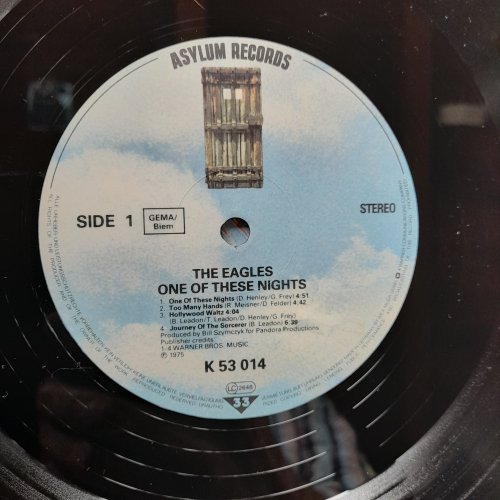 ASYLUM RECORDS
SIDE 1
GEMA/
Biem
STEREO
THE EAGLES
ONE OF THESE NIGHTS
1. One Of These Nights (D. Henley/G. Frey) 4:51
2. Too Many Hands (R. Meisner/D. Felder) 4:42
3. Hollywood Waltz 4:04
(B. Leadon/T. Leadon/D. Henley/G. Frey)
4. Journey Of The Sorcerer (B. Leadon) 6:38
Produced by Bill Szymczyk for Pandora Productions
Publisher credits:
1-4 WARNER BROS. MUSIC
℗ 1975
K 53 014
LC 2649
33